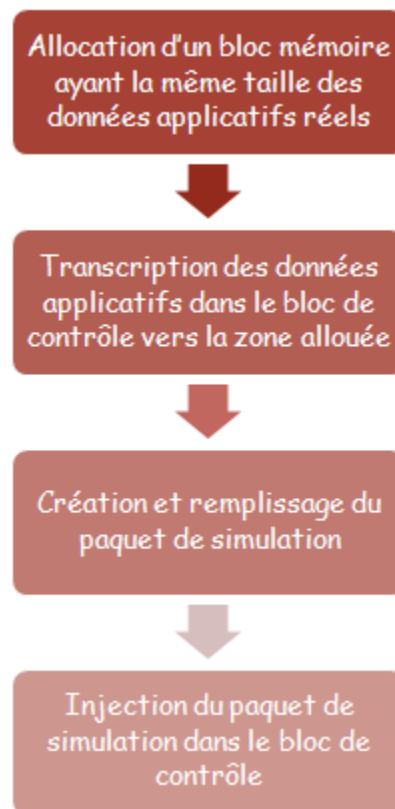 Allocation d'un bloc mémoire
ayant la même taille des
données applicatifs réels
Transcription des données
applicatifs dans le bloc de
contrôle vers la zone allouée
Création et remplissage du
paquet de simulation
Injection du paquet de
simulation dans le bloc de
contrôle